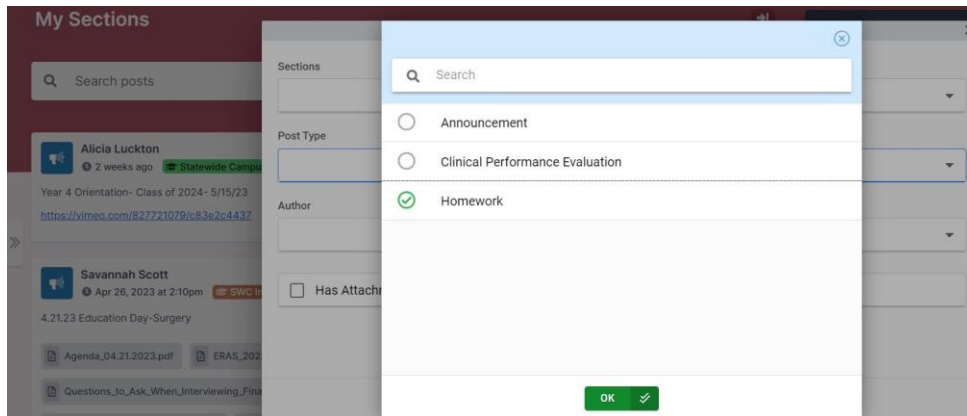 My Sections
Search posts
Alicia Luckton
2 weeks ago Statewide Campu
Year 4 Orientation- Class of 2024- 5/15/23
https://vimeo.com/827721079/c83e2c4437
Savannah Scott
Apr 26, 2023 at 2:10pm SWC In
4.21.23 Education Day-Surgery
Agenda_04.21.2023.pdf ERAS_202
Questions_to_Ask_When_Interviewing_Fina
Sections
Post Type
Author
Has Attachm
Search
Announcement
Clinical Performance Evaluation
Homework
OK